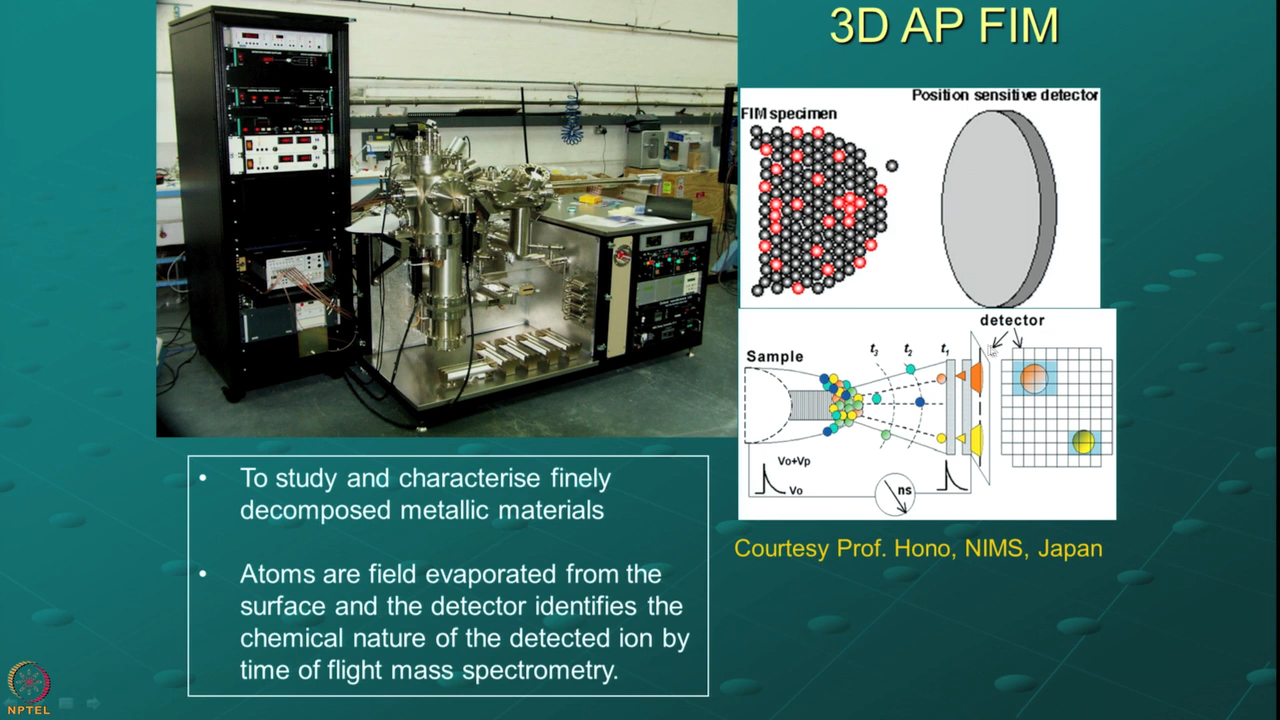 3D AP FIM
Position sensitive detector
FIM specimen
detector
Sample
t3
t2
t1
Vo+Vp
Vo
ns
Courtesy Prof. Hono, NIMS, Japan
• To study and characterise finely
decomposed metallic materials
• Atoms are field evaporated from the
surface and the detector identifies the
chemical nature of the detected ion by
time of flight mass spectrometry.
NPTEL